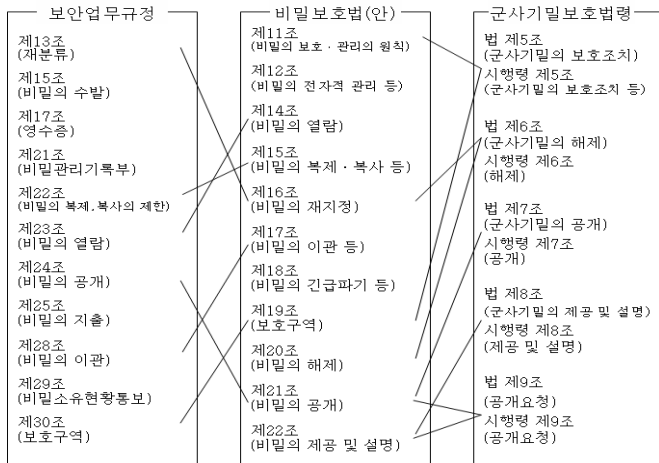 보안업무규정
제13조
(재분류)
제15조
(비밀의 수발)
제17조
(영수증)
제21조
(비밀관리기록부)
제22조
(비밀의 복제.복사의 제한)
제23조
(비밀의 열람)
제24조
(비밀의 공개)
제25조
(비밀의 지출)
제28조
(비밀의 이관)
제29조
(비밀소유현황통보)
제30조
(보호구역)
비밀보호법(안)
제11조
(비밀의 보호ㆍ관리의 원칙)
제12조
(비밀의 전자적 관리 등)
제14조
(비밀의 열람)
제15조
(비밀의 복제ㆍ복사 등)
제16조
(비밀의 재지정)
제17조
(비밀의 이관 등)
제18조
(비밀의 긴급파기 등)
제19조
(보호구역)
제20조
(비밀의 해제)
제21조
(비밀의 공개)
제22조
(비밀의 제공 및 설명)
군사기밀보호법령
법 제5조
(군사기밀의 보호조치)
시행령 제5조
(군사기밀의 보호조치 등)
법 제6조
(군사기밀의 해제)
시행령 제6조
(해제)
법 제7조
(군사기밀의 공개)
시행령 제7조
(공개)
법 제8조
(군사기밀의 제공 및 설명)
시행령 제8조
(제공 및 설명)
법 제9조
(공개요청)
시행령 제9조
(공개요청)